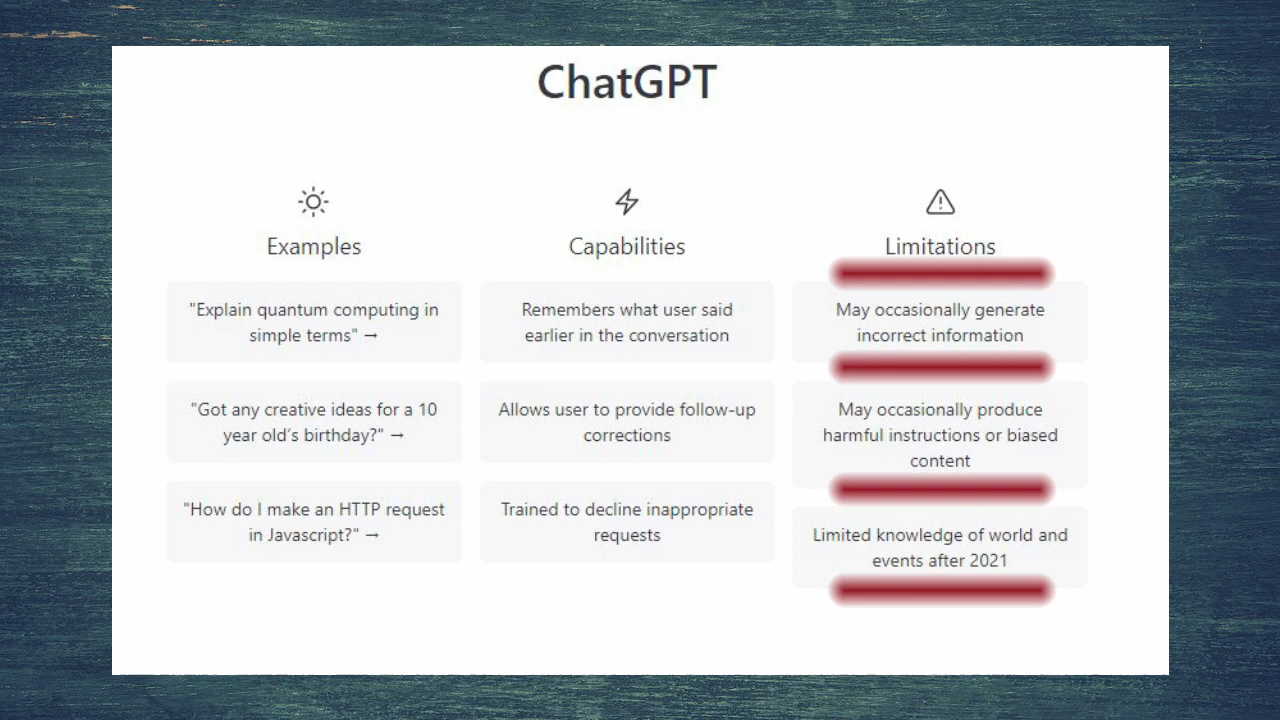 ChatGPT
Examples
"Explain quantum computing in
simple terms" →
"Got any creative ideas for a 10
year old's birthday?" →
"How do I make an HTTP request
in Javascript?" →
Capabilities
Remembers what user said
earlier in the conversation
Allows user to provide follow-up
corrections
Trained to decline inappropriate
requests
Limitations
May occasionally generate
incorrect information
May occasionally produce
harmful instructions or biased
content
Limited knowledge of world and
events after 2021